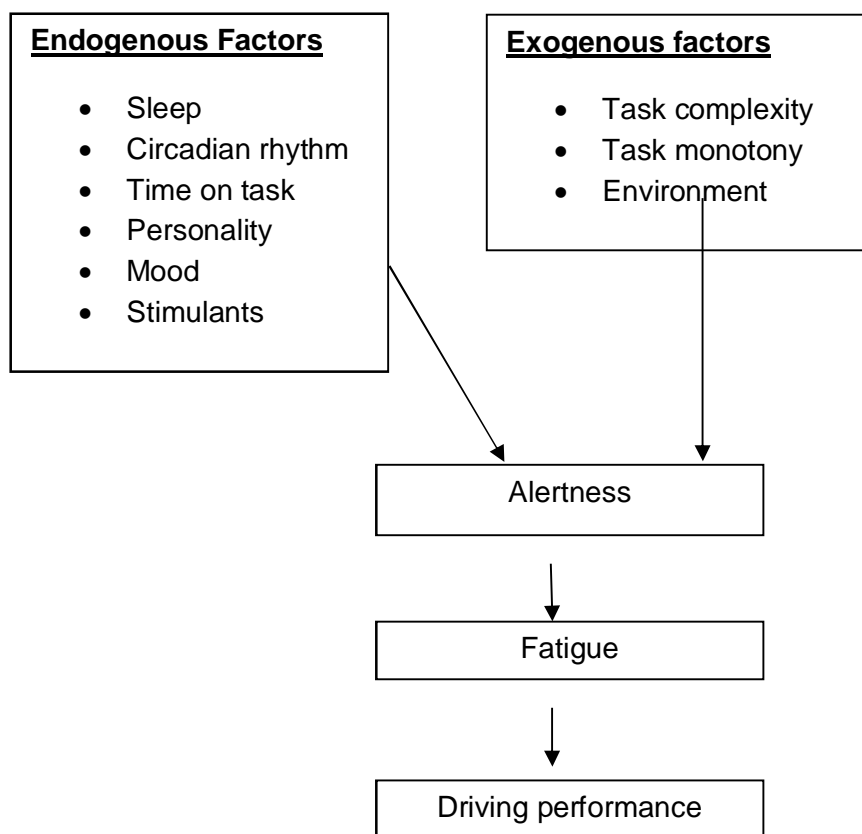 Endogenous Factors
• Sleep
• Circadian rhythm
• Time on task
• Personality
• Mood
• Stimulants
Exogenous factors
• Task complexity
• Task monotony
• Environment
Alertness
Fatigue
Driving performance